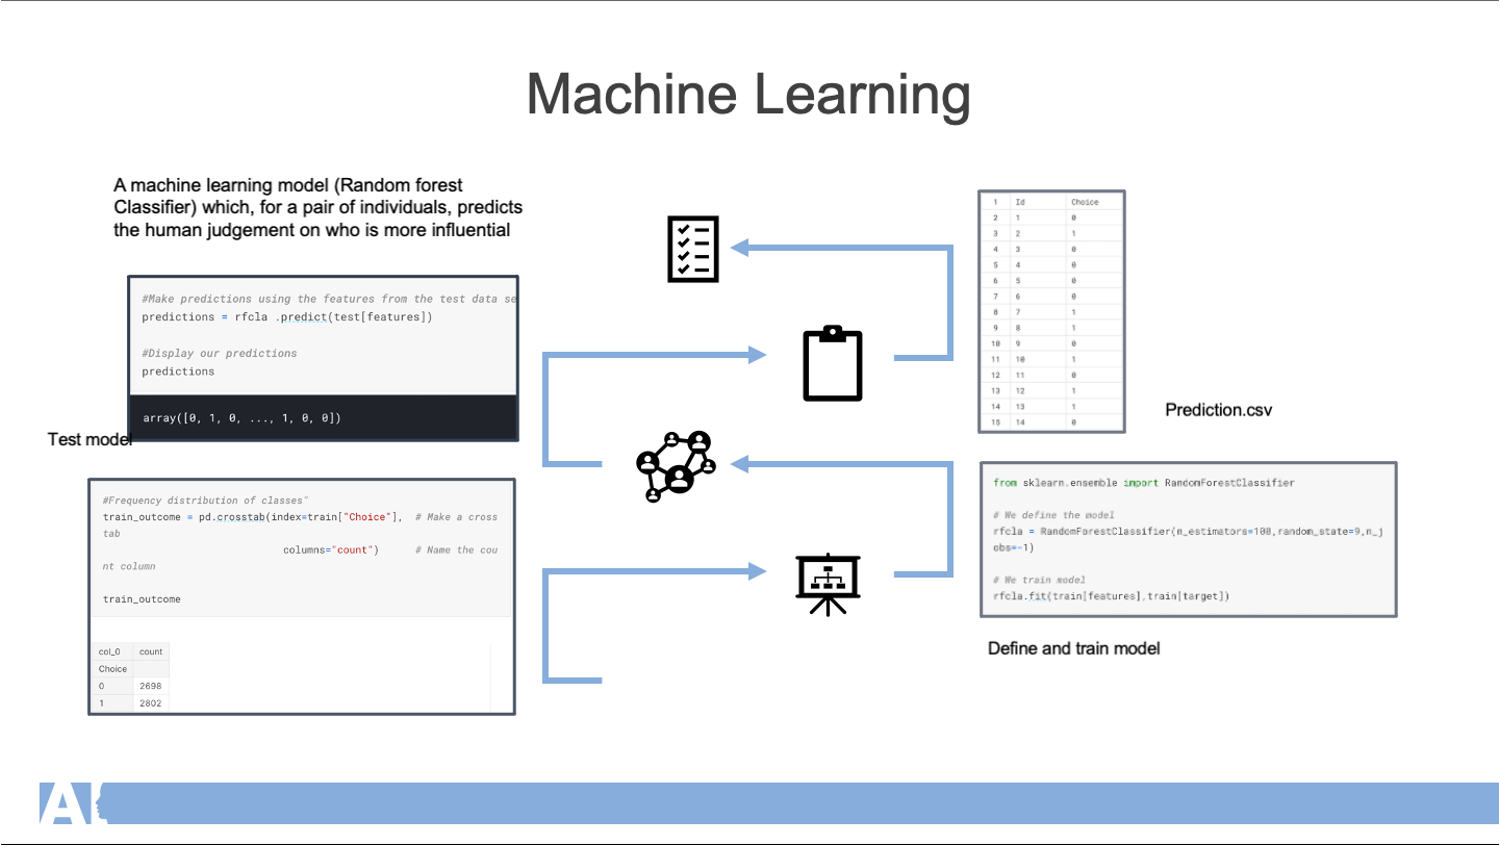 Machine Learning
A machine learning model (Random forest
Classifier) which, for a pair of individuals, predicts
the human judgement on who is more influential
#Make predictions using the features from the test data se
predictions = rfcla .predict(test[features])
#Display our predictions
predictions
array([0, 1, 0, ..., 1, 0, 0])
Test model
#Frequency distribution of classes"
train_outcome = pd.crosstab(index=train["Choice"],  # Make a cross
tab
columns="count")      # Name the cou
nt column
train_outcome
col_0 count
Choice
0 2698
1 2802
1 Id Choice
2 1 0
3 2 1
4 3 0
5 4 0
6 5 0
7 6 0
8 7 1
9 8 1
10 9 0
11 10 1
12 11 0
13 12 1
14 13 1
15 14 0
Prediction.csv
from sklearn.ensemble import RandomForestClassifier
# We define the model
rfcla = RandomForestClassifier(n_estimators=100,random_state=9,n_j
obs=-1)
# We train model
rfcla.fit(train[features],train[target])
Define and train model
AI